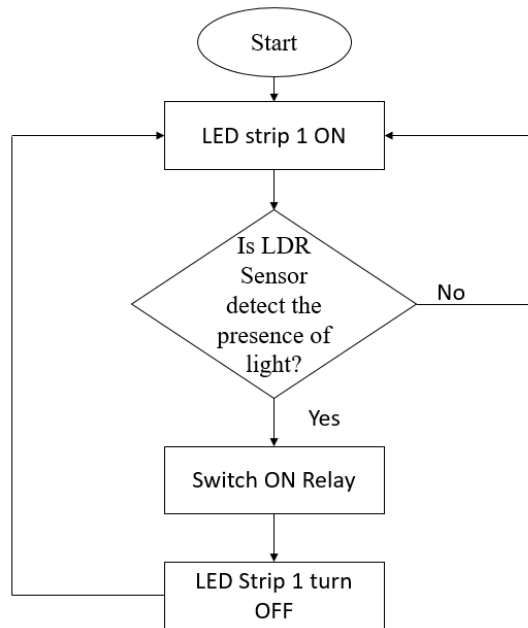 Start
LED strip 1 ON
Is LDR
Sensor
detect the
presence of
light?
No
Yes
Switch ON Relay
LED Strip 1 turn
OFF